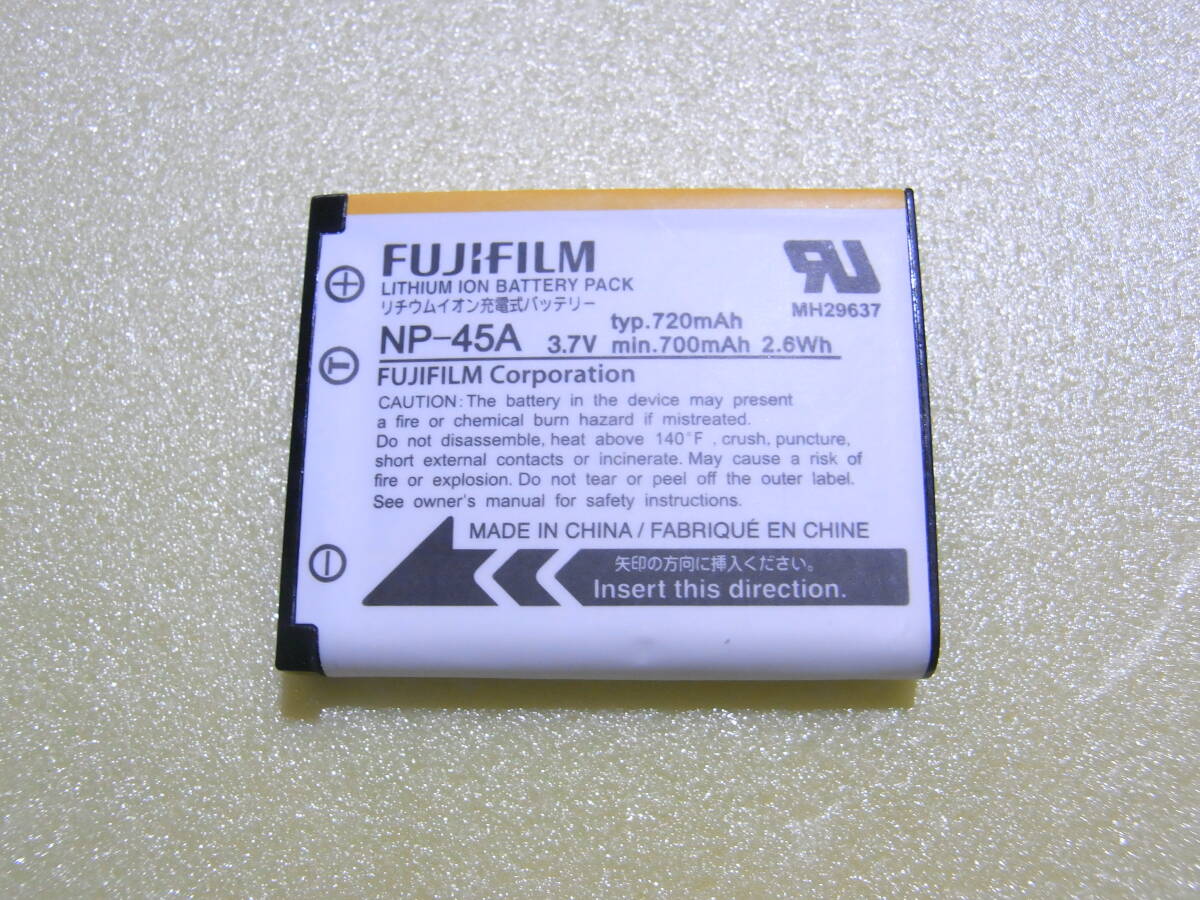 FUJIFILM
LITHIUM ION BATTERY PACK
リチウムイオン充電式バッテリー
NP-45A 3.7V typ.720mAh min.700mAh 2.6Wh
RU
MH29637
FUJIFILM Corporation
CAUTION: The battery in the device may present
a fire or chemical burn hazard if mistreated.
Do not disassemble, heat above 140°F , crush, puncture,
short external contacts or incinerate. May cause a risk of
fire or explosion. Do not tear or peel off the outer label.
See owner's manual for safety instructions.
MADE IN CHINA / FABRIQUÉ EN CHINE
矢印の方向に挿入ください。
Insert this direction.
+
T
−